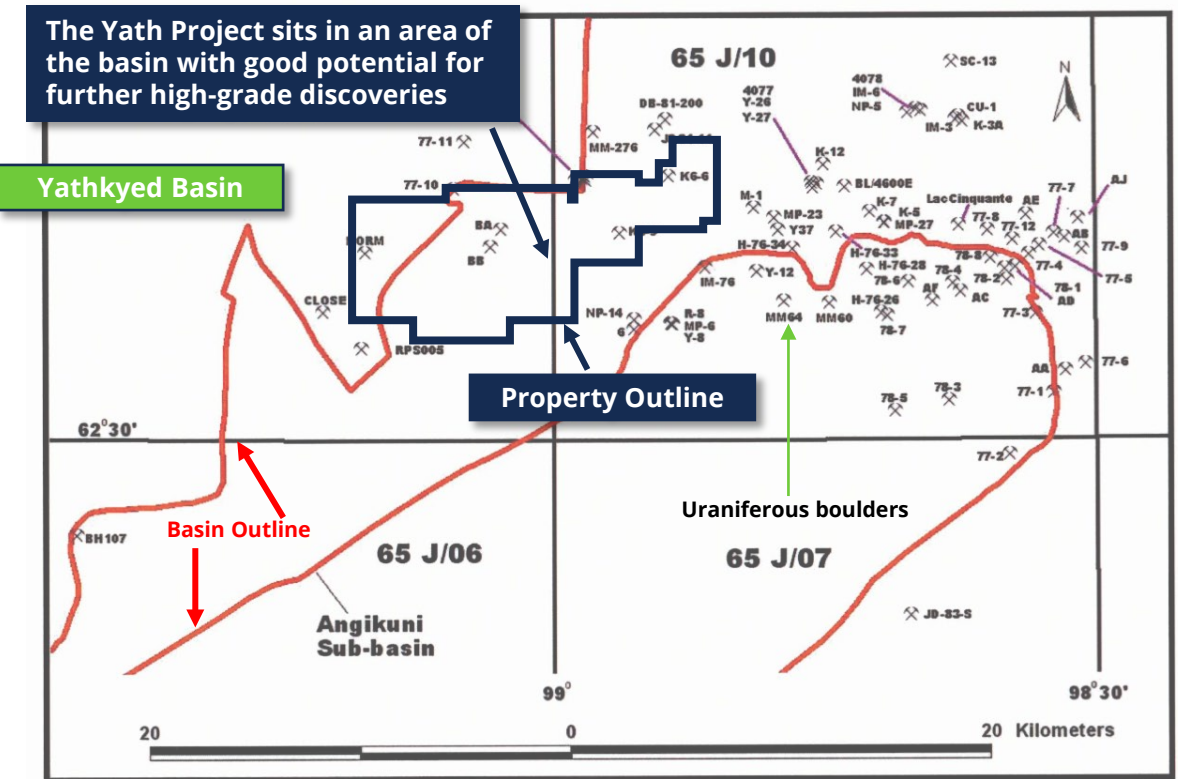 The Yath Project sits in an area of
the basin with good potential for
further high-grade discoveries
65 J/10
SC-13
N
4078
IM-6
NP-5
CU-1
IM-3
K-3A
4077
Y-26
Y-27
DB-81-200
MM-276
77-11
K-12
Yathkyed Basin
77-10
K6-6
BL/4600E
M-1
K-7
K-5
MP-27
Lac Cinquante
77-8
AE
77-7
AJ
MP-23
Y37
77-12
AB
77-9
BA
BB
H-76-34
H-76-33
H-76-28
78-8
77-4
77-5
IM-76
Y-12
78-6
78-4
78-2
78-1
AD
AF
AC
CLOSE
MM64
MM60
H-76-26
78-7
77-3
NP-14
6
R-8
MP-6
Y-8
RPS005
AA
77-6
Property Outline
78-5
78-3
77-1
62°30'
77-2
Uraniferous boulders
BH107
Basin Outline
65 J/06
65 J/07
Angikuni
Sub-basin
JD-83-S
99°
98°30'
20
0
20 Kilometers